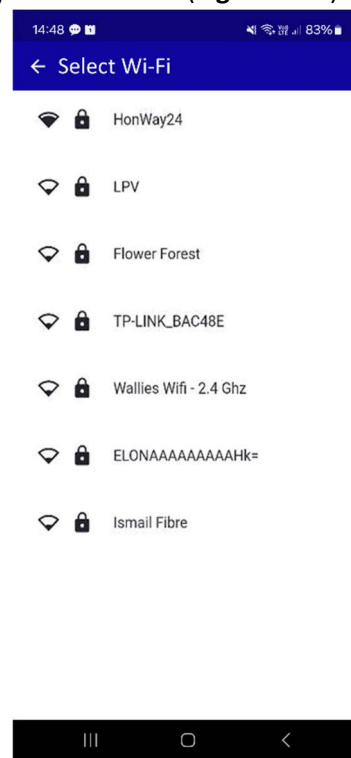 14:48 83%
← Select Wi-Fi
HonWay24
LPV
Flower Forest
TP-LINK_BAC48E
Wallies Wifi - 2.4 Ghz
ELONAAAAAAAAAHk=
Ismail Fibre